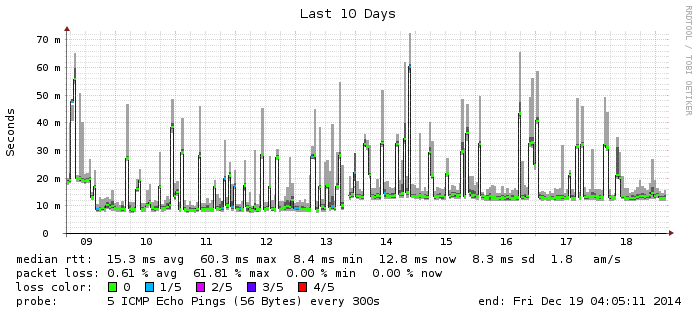 Last 10 Days
RRDTOOL / TOBI OETIKER
Seconds
70 m
60 m
50 m
40 m
30 m
20 m
10 m
0
09 10 11 12 13 14 15 16 17 18
median rtt: 15.3 ms avg 60.3 ms max 8.4 ms min 12.8 ms now 8.3 ms sd 1.8 am/s
packet loss: 0.61 % avg 61.81 % max 0.00 % min 0.00 % now
loss color: 0 1/5 2/5 3/5 4/5
probe: 5 ICMP Echo Pings (56 Bytes) every 300s end: Fri Dec 19 04:05:11 2014